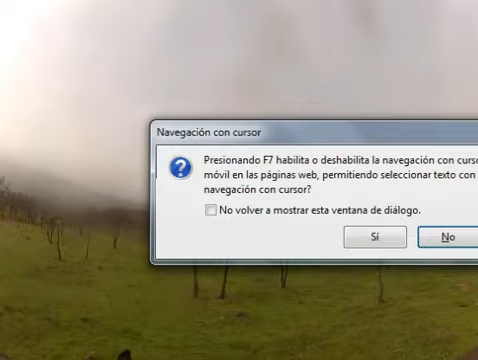 Navegación con cursor
Presionando F7 habilita o deshabilita la navegación con curso
móvil en las páginas web, permitiendo seleccionar texto con
navegación con cursor?
No volver a mostrar esta ventana de diálogo.
Sí
No